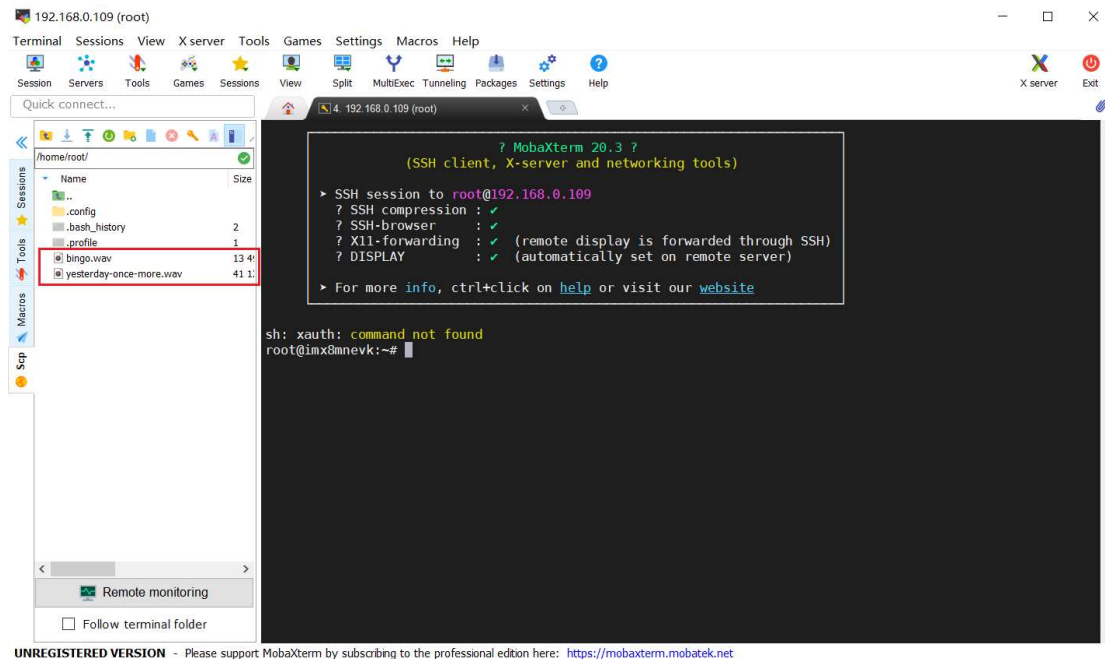 192.168.0.109 (root)
Terminal Sessions View X server Tools Games Settings Macros Help
Session Servers Tools Games Sessions View Split MultiExec Tunneling Packages Settings Help X server Exit
Quick connect...
4. 192.168.0.109 (root)
/home/root/
Name Size
..
.config
.bash_history 2
.profile 1
bingo.wav 13
yesterday-once-more.wav 41
Sessions
Tools
Macros
Scp
Remote monitoring
Follow terminal folder
? MobaXterm 20.3 ?
(SSH client, X-server and networking tools)
➤ SSH session to root@192.168.0.109
? SSH compression : ✔
? SSH-browser : ✔
? X11-forwarding : ✔ (remote display is forwarded through SSH)
? DISPLAY : ✔ (automatically set on remote server)
➤ For more info, ctrl+click on help or visit our website
sh: xauth: command not found
root@imx8mnevk:~#
UNREGISTERED VERSION - Please support MobaXterm by subscribing to the professional edition here: https://mobaxterm.mobatek.net